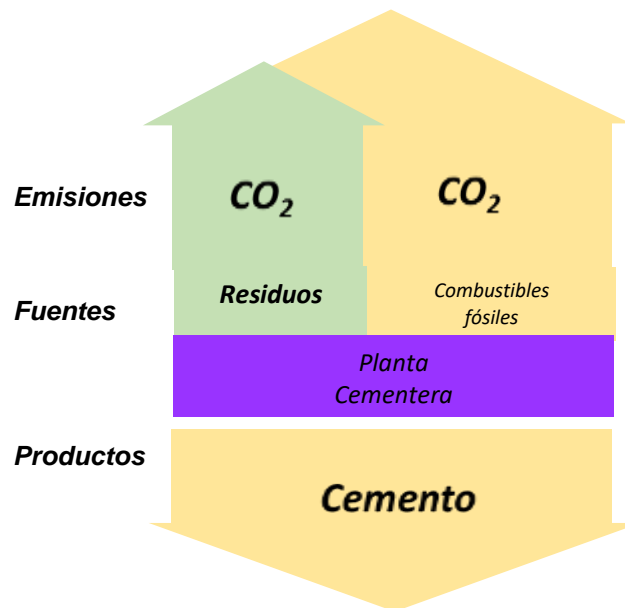 Emisiones
CO2
CO2
Fuentes
Residuos
Combustibles
fósiles
Planta
Cementera
Productos
Cemento